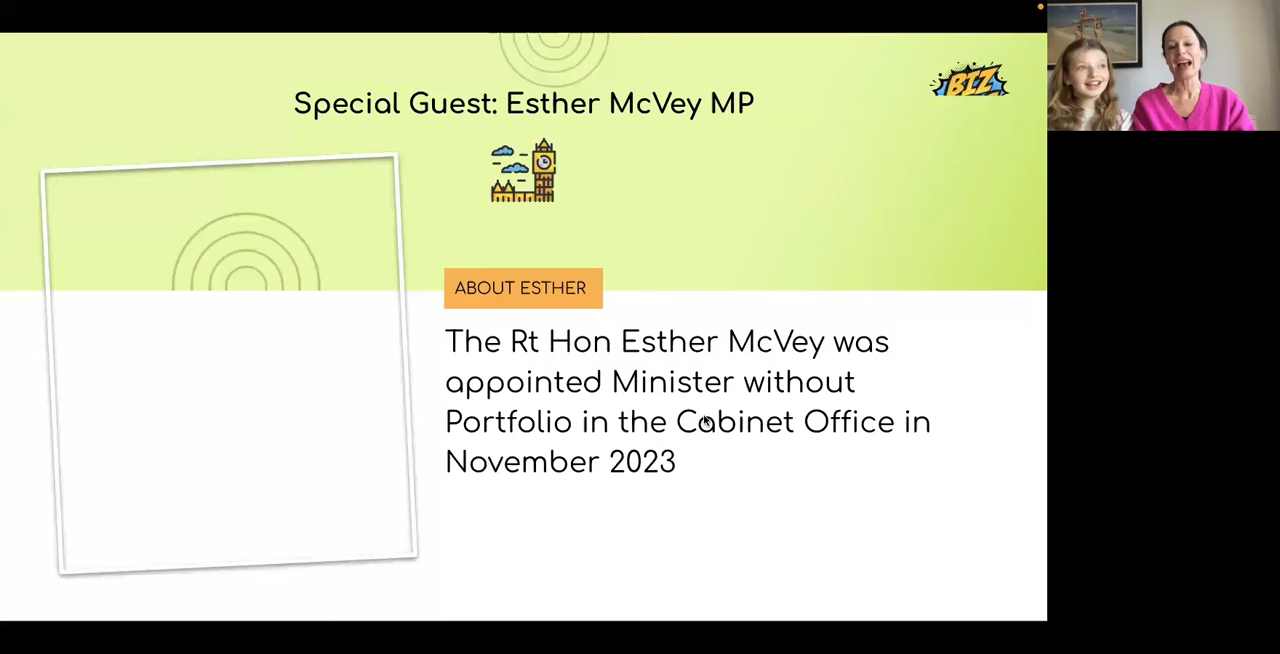 BIZ
Special Guest: Esther McVey MP
ABOUT ESTHER
The Rt Hon Esther McVey was
appointed Minister without
Portfolio in the Cabinet Office in
November 2023